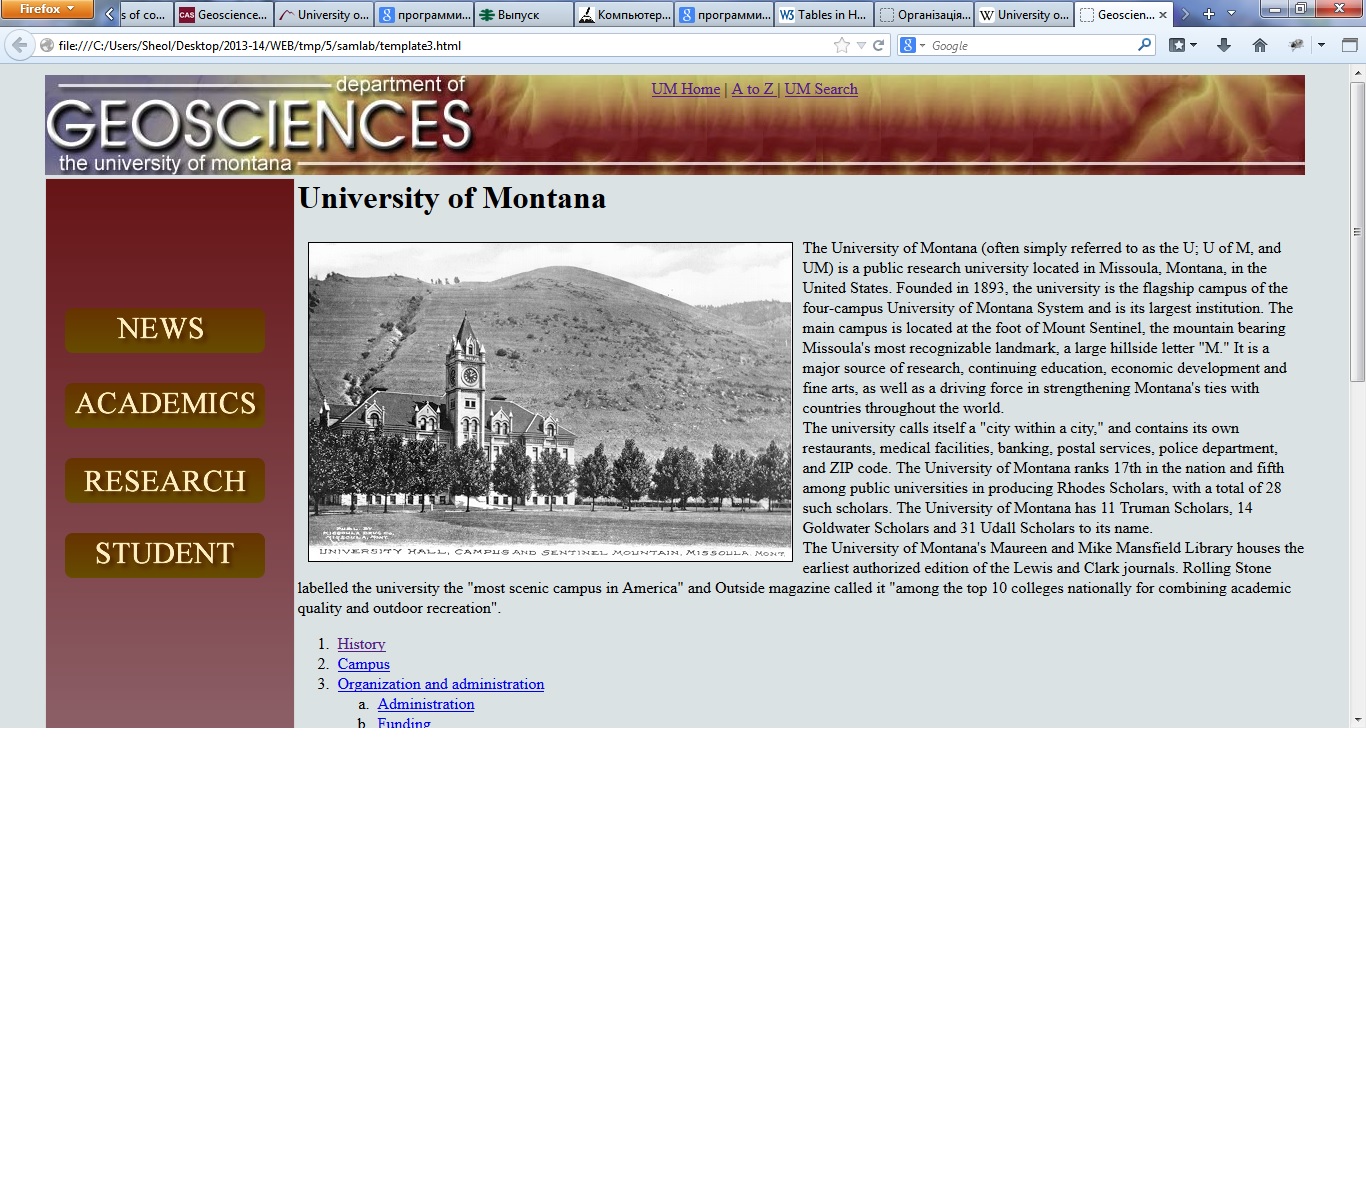 Firefox
s of co...
CAS Geoscience...
University o...
программи...
Выпуск
Компьютер...
программи...
W3 Tables in H...
Організація...
W University o...
Geoscien...
file:///C:/Users/Sheol/Desktop/2013-14/WEB/tmp/5/samlab/template3.html
Google
department of
GEOSCIENCES
the university of montana
UM Home | A to Z | UM Search
NEWS
ACADEMICS
RESEARCH
STUDENT
University of Montana
UNIVERSITY HALL, CAMPUS AND SENTINEL MOUNTAIN, MISSOULA, MONT.
The University of Montana (often simply referred to as the U; U of M, and
UM) is a public research university located in Missoula, Montana, in the
United States. Founded in 1893, the university is the flagship campus of the
four-campus University of Montana System and is its largest institution. The
main campus is located at the foot of Mount Sentinel, the mountain bearing
Missoula's most recognizable landmark, a large hillside letter "M." It is a
major source of research, continuing education, economic development and
fine arts, as well as a driving force in strengthening Montana's ties with
countries throughout the world.
The university calls itself a "city within a city," and contains its own
restaurants, medical facilities, banking, postal services, police department,
and ZIP code. The University of Montana ranks 17th in the nation and fifth
among public universities in producing Rhodes Scholars, with a total of 28
such scholars. The University of Montana has 11 Truman Scholars, 14
Goldwater Scholars and 31 Udall Scholars to its name.
The University of Montana's Maureen and Mike Mansfield Library houses the
earliest authorized edition of the Lewis and Clark journals. Rolling Stone
labelled the university the "most scenic campus in America" and Outside magazine called it "among the top 10 colleges nationally for combining academic
quality and outdoor recreation".
1. History
2. Campus
3. Organization and administration
a. Administration
b. Funding